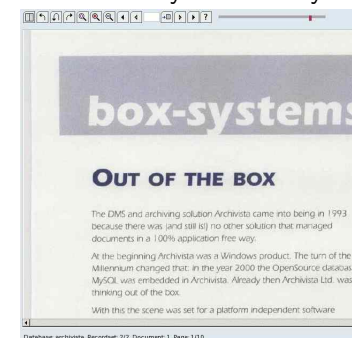 box-systems
OUT OF THE BOX
The DMS and archiving solution Archivista came into being in 1993
because there was (and still is!) no other solution that managed
documents in a 100% application free way.
At the beginning Archivista was a Windows product. The turn of the
Millennium changed that: in the year 2000 the OpenSource databas
MySQL was embedded in Archivista. Already then Archivista Ltd. was
thinking out of the box.
With this the scene was set for a platform independent software
Database: archivista, Recordset: 2/2, Document: 1, Page: 1/10